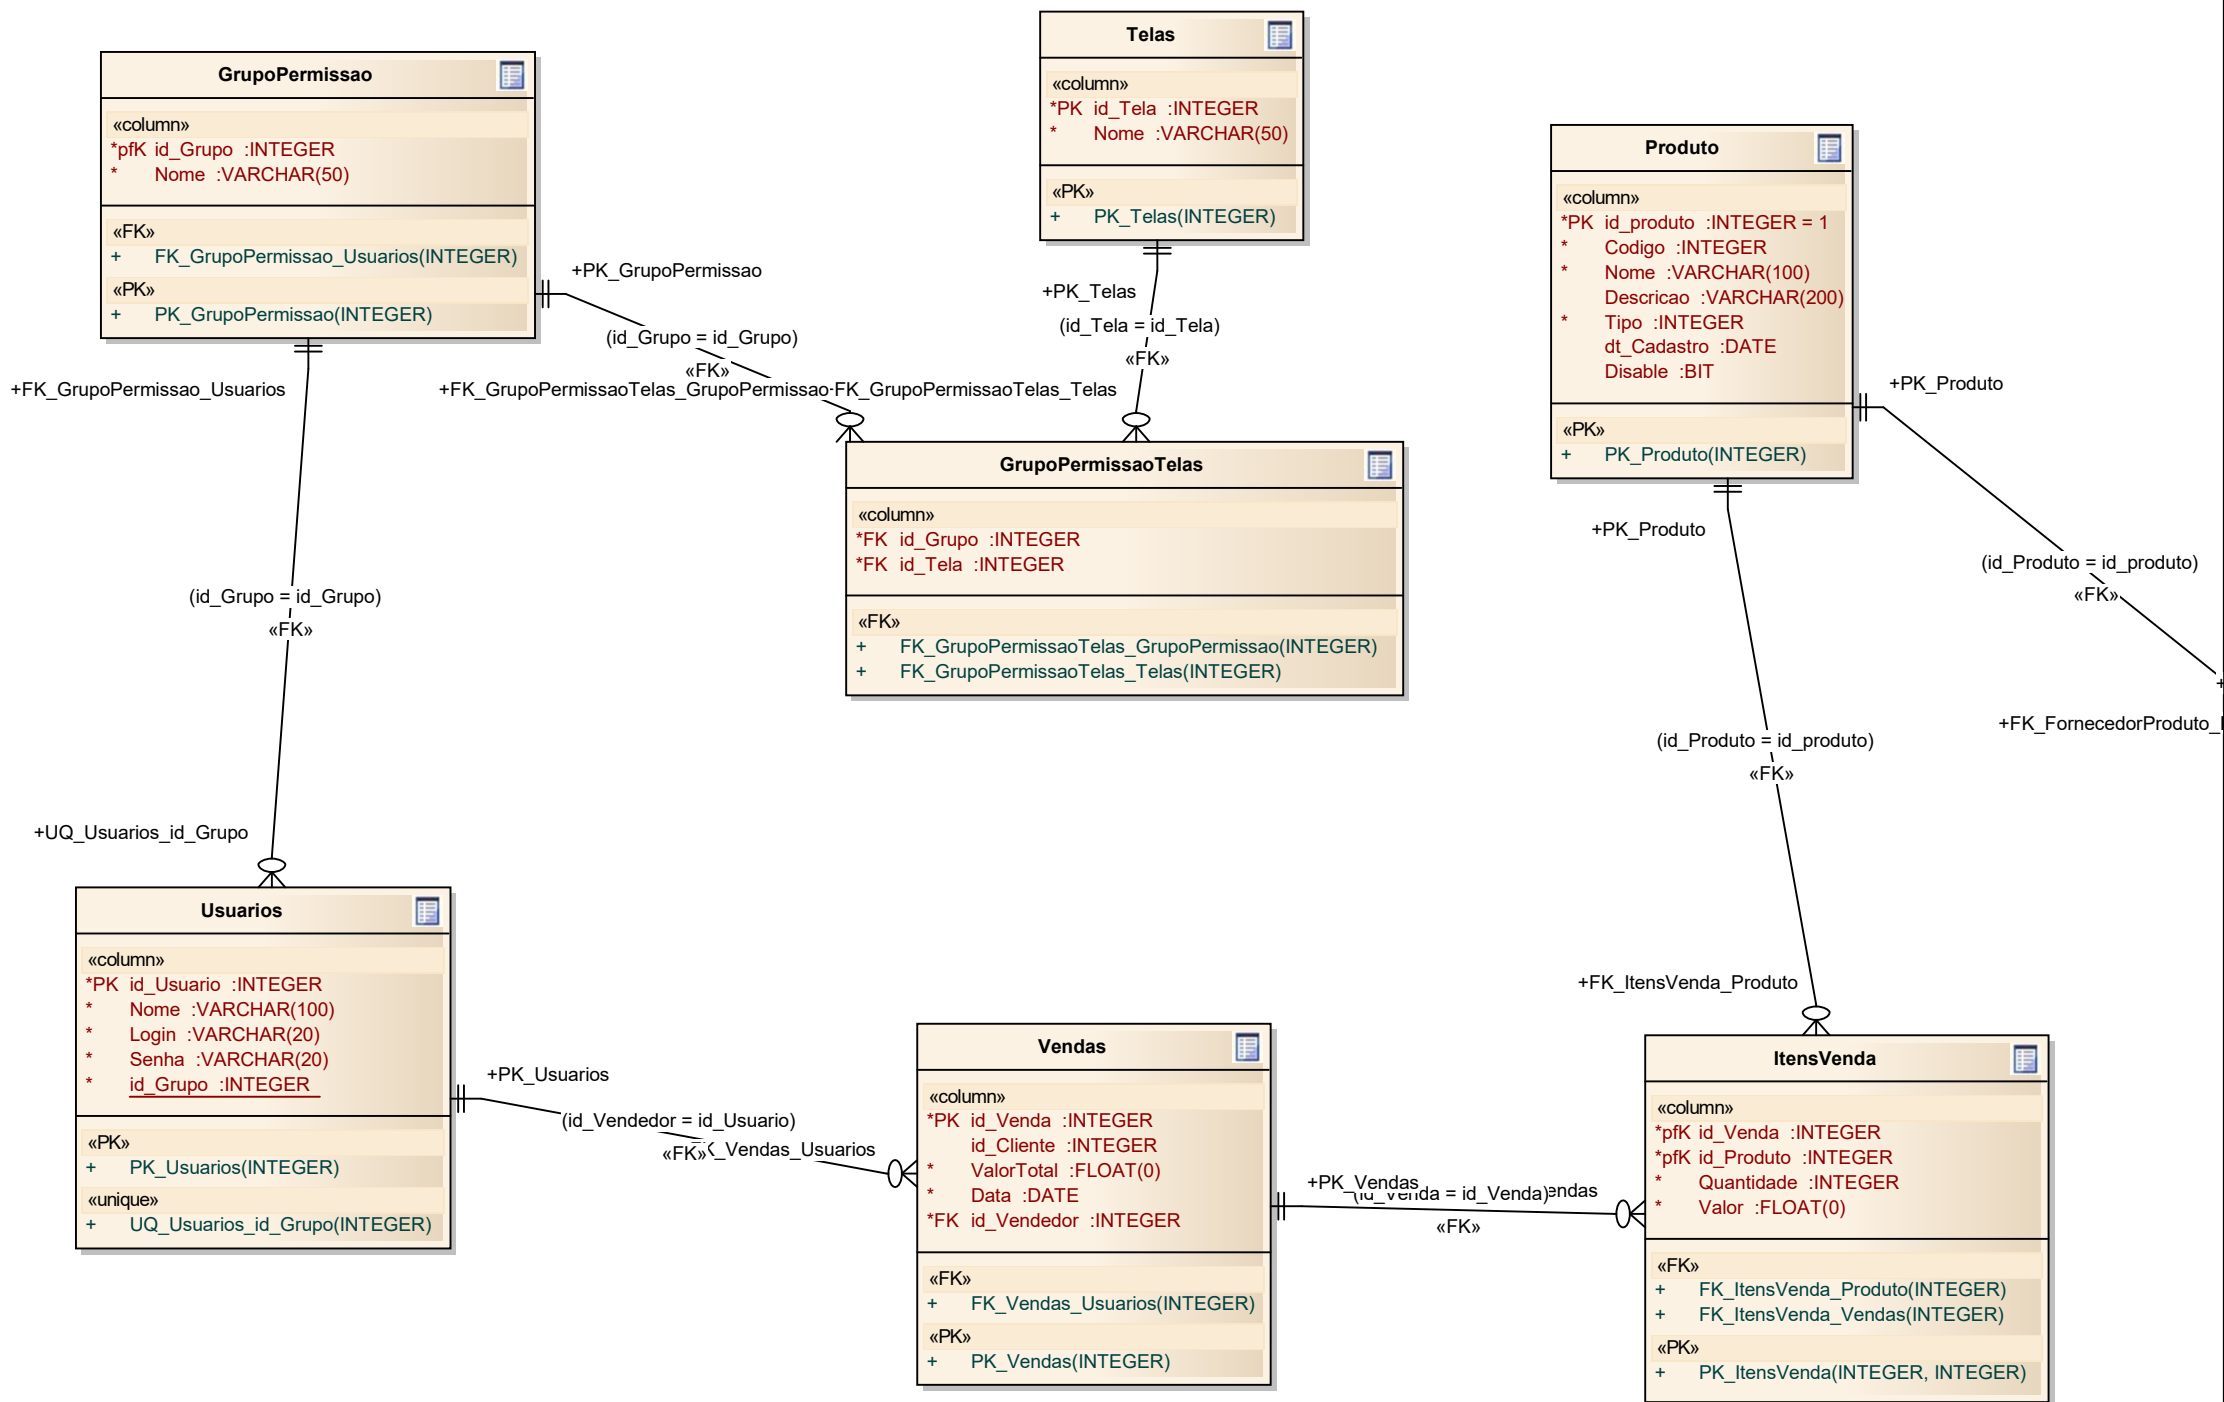 GrupoPermissao
«column»
*pfK id_Grupo :INTEGER
* Nome :VARCHAR(50)
«FK»
+ FK_GrupoPermissao_Usuarios(INTEGER)
«PK»
+ PK_GrupoPermissao(INTEGER)
Telas
«column»
*PK id_Tela :INTEGER
* Nome :VARCHAR(50)
«PK»
+ PK_Telas(INTEGER)
Produto
«column»
*PK id_produto :INTEGER = 1
* Codigo :INTEGER
* Nome :VARCHAR(100)
Descricao :VARCHAR(200)
* Tipo :INTEGER
dt_Cadastro :DATE
Disable :BIT
«PK»
+ PK_Produto(INTEGER)
+PK_GrupoPermissao
(id_Grupo = id_Grupo)
«FK»
+FK_GrupoPermissaoTelas_GrupoPermissao
+PK_Telas
(id_Tela = id_Tela)
«FK»
FK_GrupoPermissaoTelas_Telas
+FK_GrupoPermissao_Usuarios
(id_Grupo = id_Grupo)
«FK»
+UQ_Usuarios_id_Grupo
GrupoPermissaoTelas
«column»
*FK id_Grupo :INTEGER
*FK id_Tela :INTEGER
«FK»
+ FK_GrupoPermissaoTelas_GrupoPermissao(INTEGER)
+ FK_GrupoPermissaoTelas_Telas(INTEGER)
+PK_Produto
(id_Produto = id_produto)
«FK»
+FK_FornecedorProduto_
+PK_Produto
(id_Produto = id_produto)
«FK»
+FK_ItensVenda_Produto
Usuarios
«column»
*PK id_Usuario :INTEGER
* Nome :VARCHAR(100)
* Login :VARCHAR(20)
* Senha :VARCHAR(20)
* id_Grupo :INTEGER
«PK»
+ PK_Usuarios(INTEGER)
«unique»
+ UQ_Usuarios_id_Grupo(INTEGER)
+PK_Usuarios
(id_Vendedor = id_Usuario)
«FK»
_Vendas_Usuarios
Vendas
«column»
*PK id_Venda :INTEGER
id_Cliente :INTEGER
* ValorTotal :FLOAT(0)
* Data :DATE
*FK id_Vendedor :INTEGER
«FK»
+ FK_Vendas_Usuarios(INTEGER)
«PK»
+ PK_Vendas(INTEGER)
+PK_Vendas
(id_Venda = id_Venda)
endas
«FK»
ItensVenda
«column»
*pfK id_Venda :INTEGER
*pfK id_Produto :INTEGER
* Quantidade :INTEGER
* Valor :FLOAT(0)
«FK»
+ FK_ItensVenda_Produto(INTEGER)
+ FK_ItensVenda_Vendas(INTEGER)
«PK»
+ PK_ItensVenda(INTEGER, INTEGER)